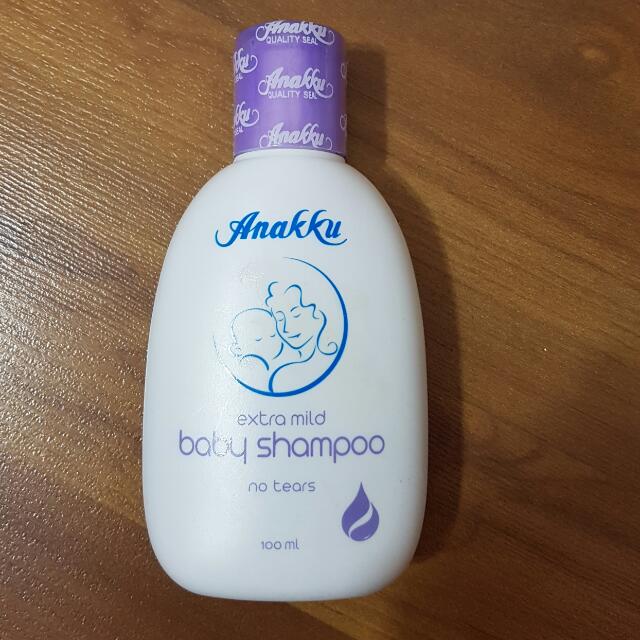 Anakku
QUALITY SEAL
Anakku
QUALITY SEAL
Anakku
Anakku
extra mild
baby shampoo
no tears
100 ml